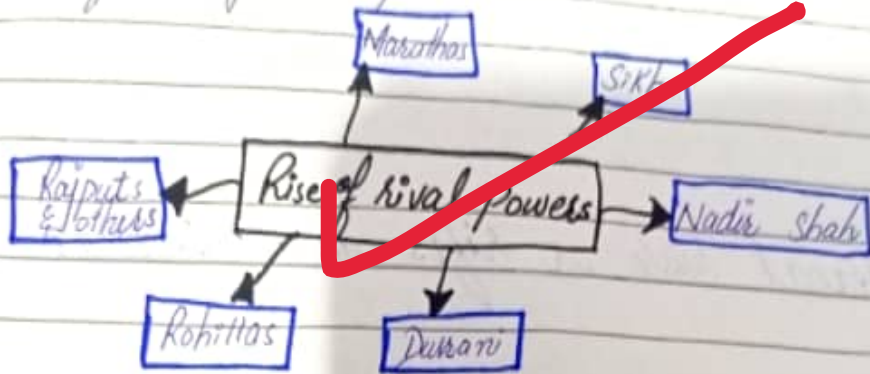 Marathas
Sikh
Rise of rival Powers
Rajputs
& others
Nadir Shah
Rohillas
Durrani